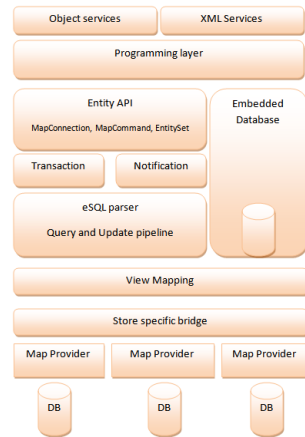 Object services
XML Services
Programming layer
Entity API
MapConnection, MapCommand, EntitySet
Embedded
Database
Transaction
Notification
eSQL parser
Query and Update pipeline
View Mapping
Store specific bridge
Map Provider
Map Provider
Map Provider
DB
DB
DB